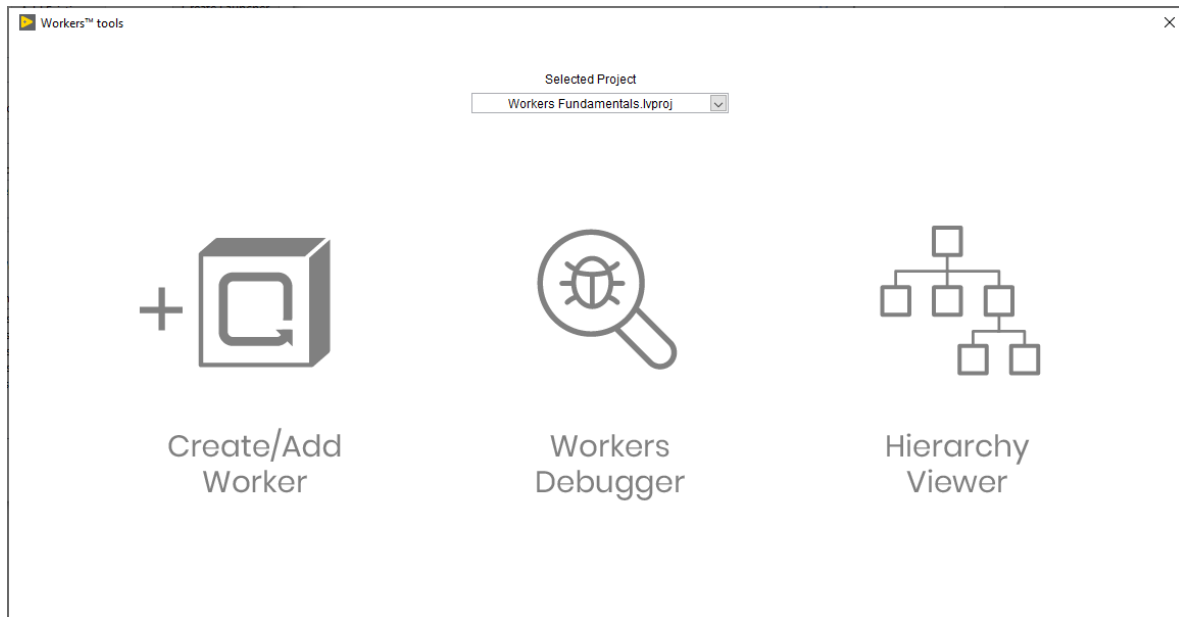 Workers™ tools
Selected Project
Workers Fundamentals.lvproj
Create/Add
Worker
Workers
Debugger
Hierarchy
Viewer